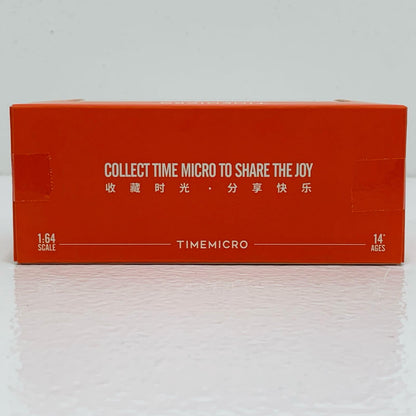 COLLECT TIME MICRO TO SHARE THE JOY
收藏时光 · 分享快乐
1:64
SCALE
TIMEMICRO
14+
AGES